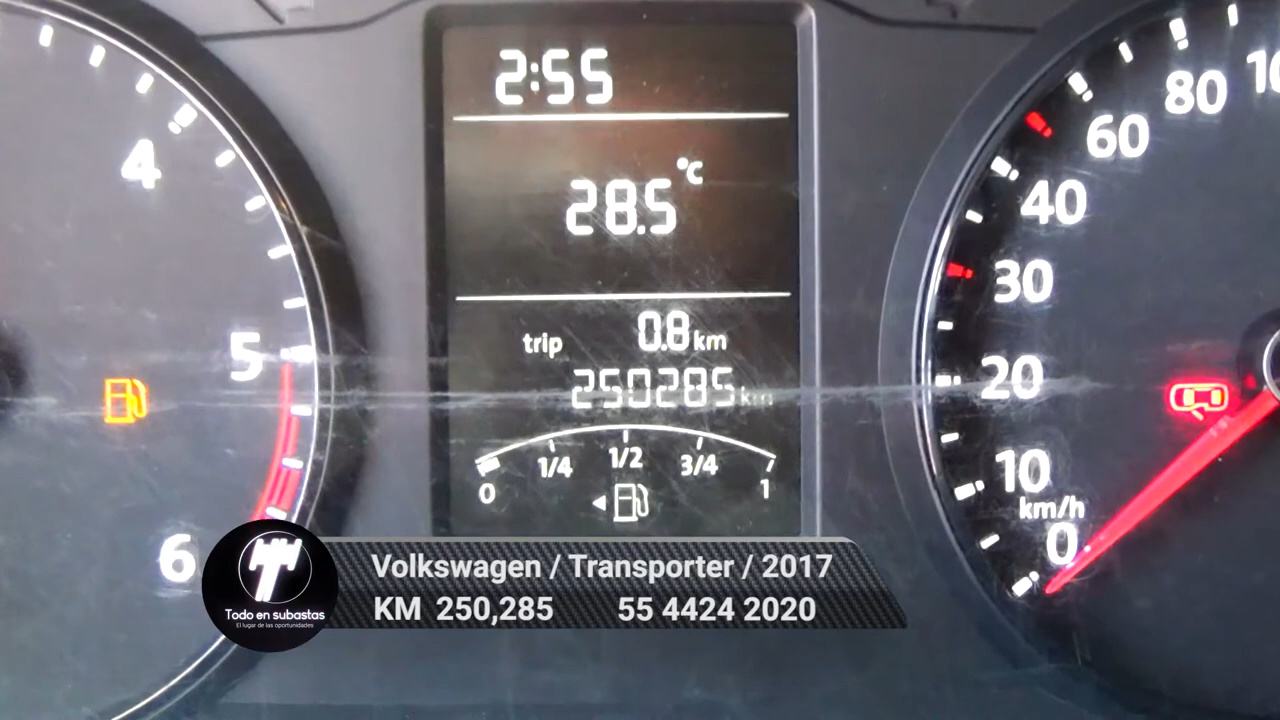 2:55
28.5 °C
trip 0.8 km
250285 km
0 1/4 1/2 3/4 1
4
5
6
100
80
60
40
30
20
10
km/h
0
Volkswagen / Transporter / 2017
KM 250,285 55 4424 2020
Todo en subastas
El lugar de las oportunidades